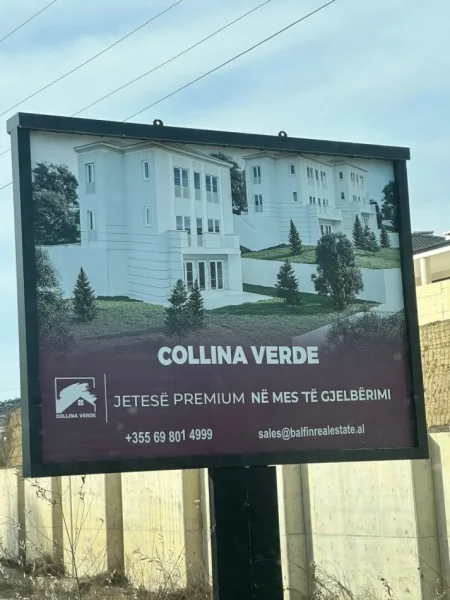 COLLINA VERDE
COLLINA VERDE
JETESË PREMIUM NË MES TË GJELBËRIMI
+355 69 801 4999
sales@balfinrealestate.al